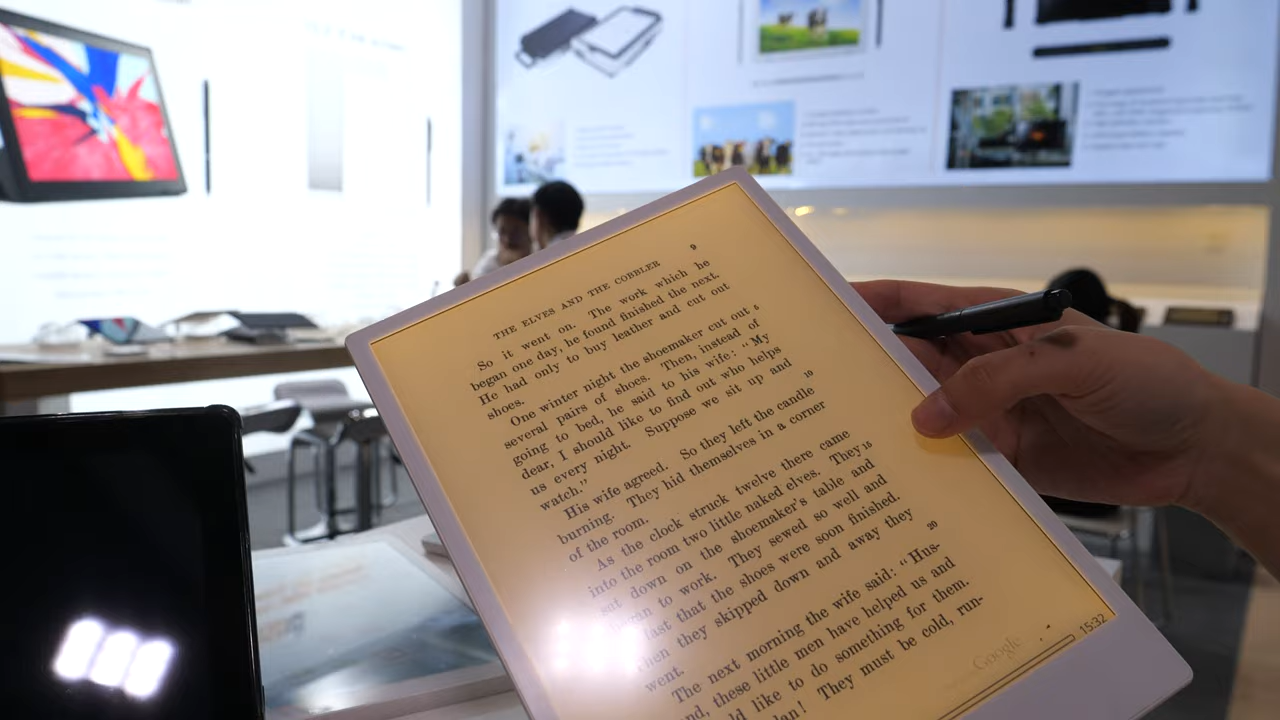 THE ELVES AND THE COBBLER 9
So it went on. The work which he
began one day, he found finished the next.
He had only to buy leather and cut out
shoes.
One winter night the shoemaker cut out 5
several pairs of shoes. Then, instead of
going to bed, he said to his wife: "My
dear, I should like to find out who helps
us every night. Suppose we sit up and
watch." 10
His wife agreed. So they left the candle
burning. They hid themselves in a corner
of the room.
As the clock struck twelve there came
into the room two little naked elves. They 15
sat down on the shoemaker's table and
began to work. They sewed so well and
last that the shoes were soon finished.
then they skipped down and away they
went. 20
The next morning the wife said: "Hus-
nd, these little men have helped us and
ld like to do something for them.
lan! They must be cold, run-
Google
15:32